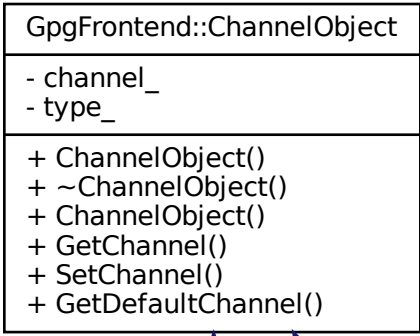 GpgFrontend::ChannelObject
- channel_
- type_
+ ChannelObject()
+ ~ChannelObject()
+ ChannelObject()
+ GetChannel()
+ SetChannel()
+ GetDefaultChannel()